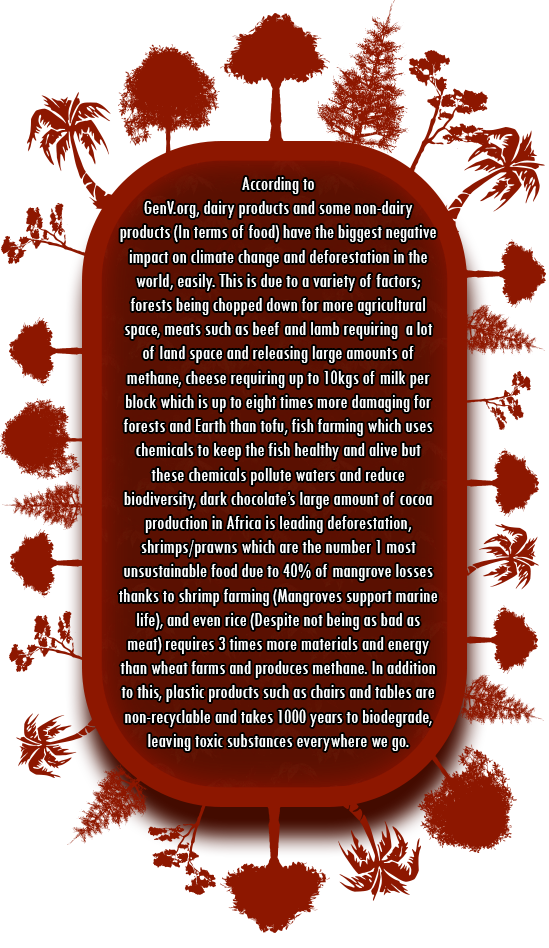 According to
GenV.org, dairy products and some non-dairy
products (In terms of food) have the biggest negative
impact on climate change and deforestation in the
world, easily. This is due to a variety of factors;
forests being chopped down for more agricultural
space, meats such as beef and lamb requiring a lot
of land space and releasing large amounts of
methane, cheese requiring up to 10kgs of milk per
block which is up to eight times more damaging for
forests and Earth than tofu, fish farming which uses
chemicals to keep the fish healthy and alive but
these chemicals pollute waters and reduce
biodiversity, dark chocolate's large amount of cocoa
production in Africa is leading deforestation,
shrimps/prawns which are the number 1 most
unsustainable food due to 40% of mangrove losses
thanks to shrimp farming (Mangroves support marine
life), and even rice (Despite not being as bad as
meat) requires 3 times more materials and energy
than wheat farms and produces methane. In addition
to this, plastic products such as chairs and tables are
non-recyclable and takes 1000 years to biodegrade,
leaving toxic substances everywhere we go.